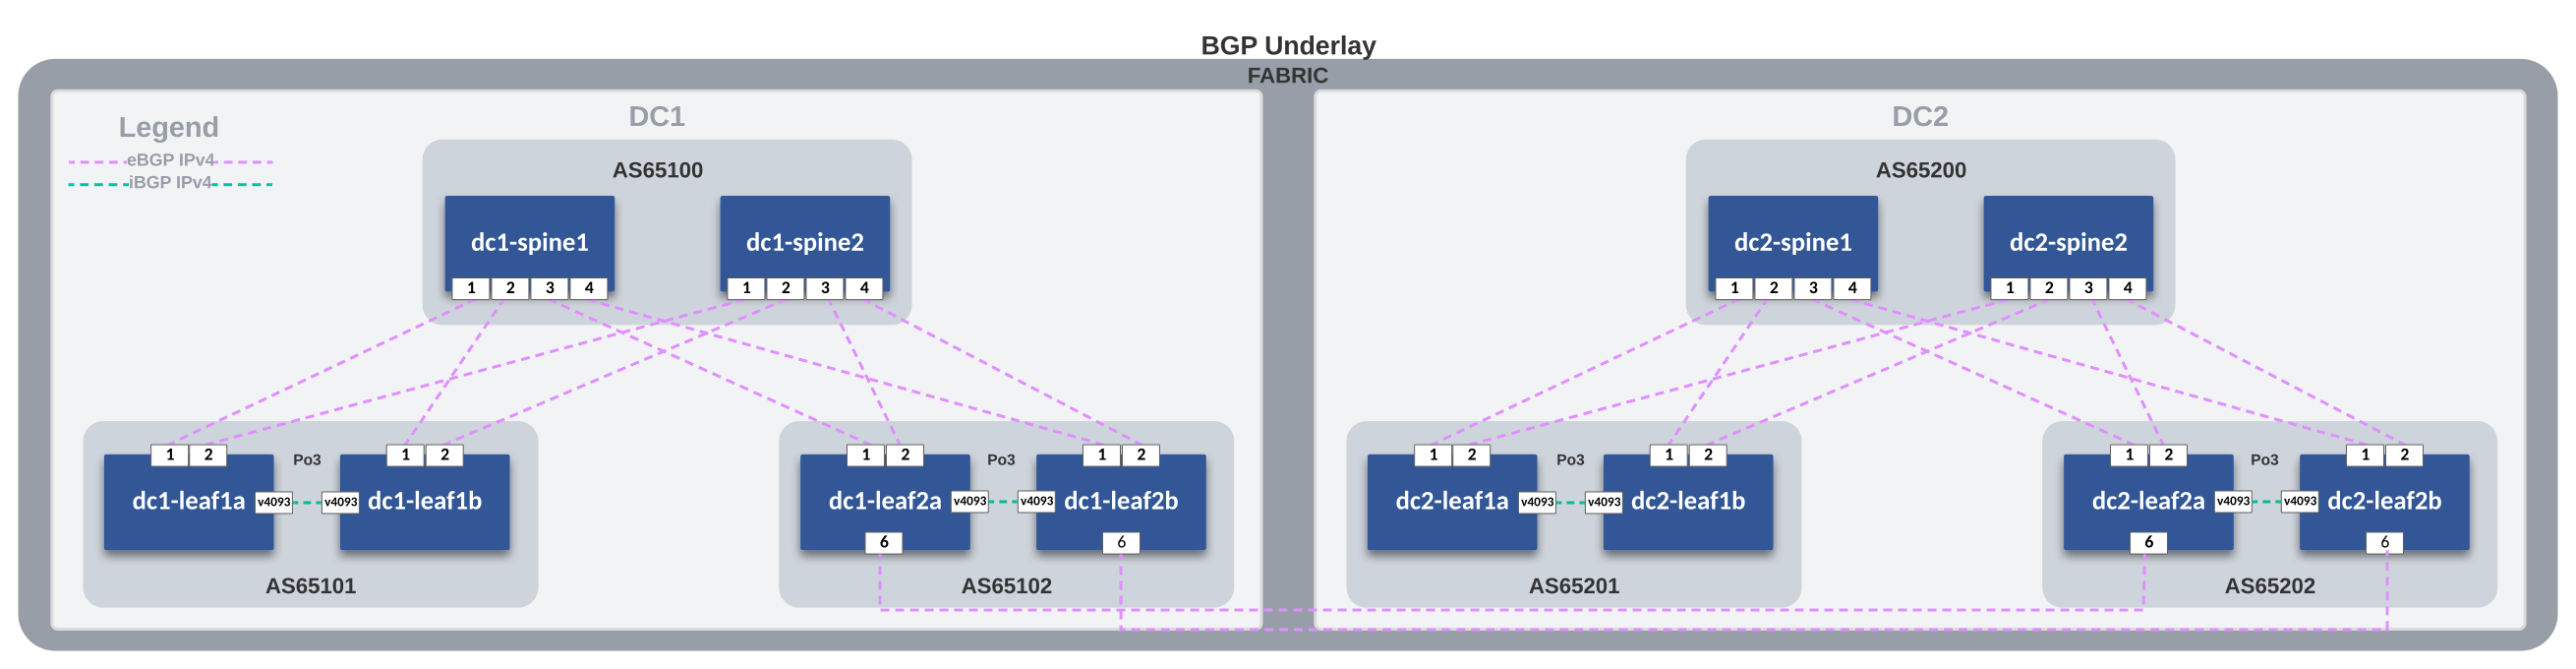 BGP Underlay
FABRIC
Legend
eBGP IPv4
iBGP IPv4
DC1
AS65100
dc1-spine1
1 2 3 4
dc1-spine2
1 2 3 4
1 2
dc1-leaf1a
v4093
Po3
v4093
1 2
dc1-leaf1b
AS65101
1 2
dc1-leaf2a
v4093
6
Po3
v4093
1 2
dc1-leaf2b
6
AS65102
DC2
AS65200
dc2-spine1
1 2 3 4
dc2-spine2
1 2 3 4
1 2
dc2-leaf1a
v4093
Po3
v4093
1 2
dc2-leaf1b
AS65201
1 2
dc2-leaf2a
v4093
6
Po3
v4093
1 2
dc2-leaf2b
6
AS65202